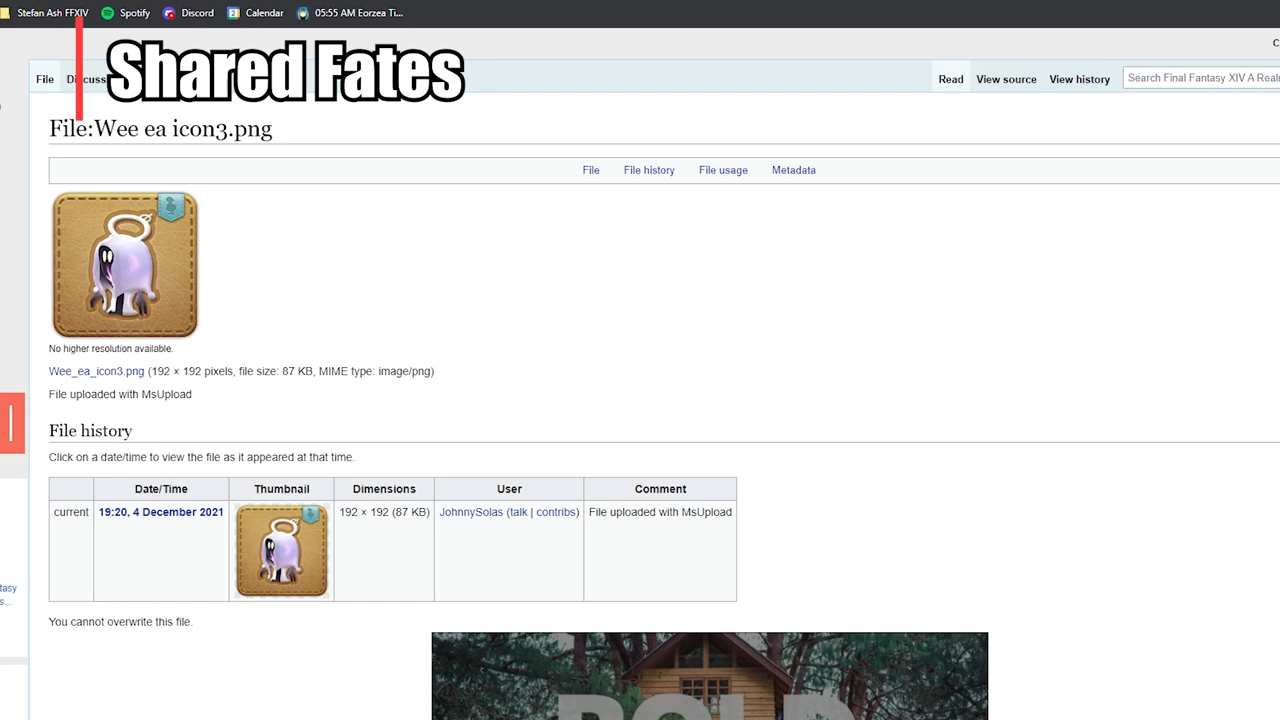 Stefan Ash FFXIV Spotify Discord Calendar 05:55 AM Eorzea Ti...
Shared Fates
File Discuss Read View source View history Search Final Fantasy XIV A Real
File:Wee ea icon3.png
File File history File usage Metadata
No higher resolution available.
Wee_ea_icon3.png (192 × 192 pixels, file size: 87 KB, MIME type: image/png)
File uploaded with MsUpload
File history
Click on a date/time to view the file as it appeared at that time.
Date/Time Thumbnail Dimensions User Comment
current 19:20, 4 December 2021 192 × 192 (87 KB) JohnnySolas (talk | contribs) File uploaded with MsUpload
tasy
s...
You cannot overwrite this file.
BOLD